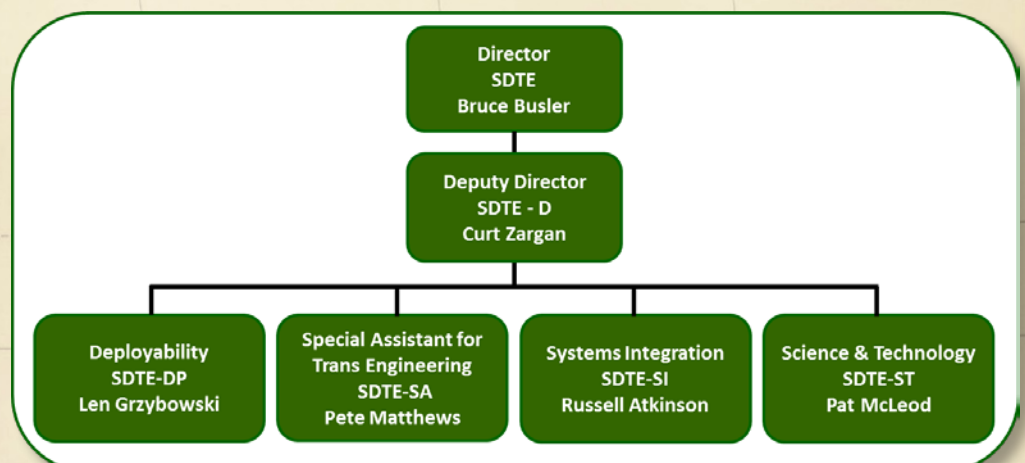 Director
SDTE
Bruce Busler
Deputy Director
SDTE - D
Curt Zargan
Deployability
SDTE-DP
Len Grzybowski
Special Assistant for
Trans Engineering
SDTE-SA
Pete Matthews
Systems Integration
SDTE-SI
Russell Atkinson
Science & Technology
SDTE-ST
Pat McLeod